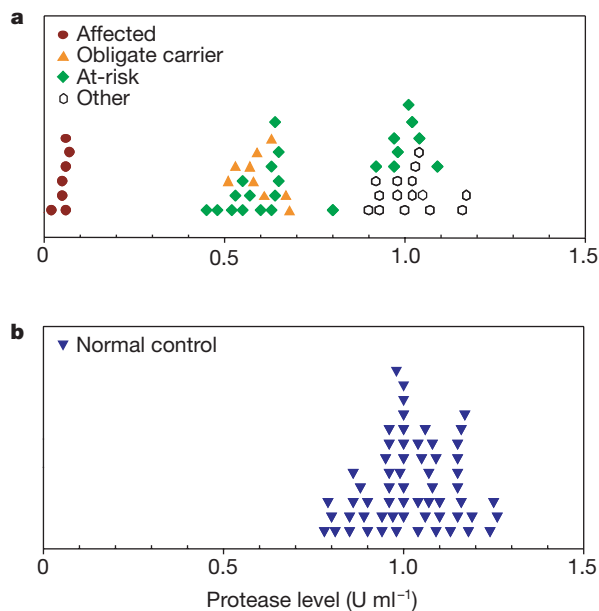 a
Affected
Obligate carrier
At-risk
Other
0 0.5 1.0 1.5
b
Normal control
0 0.5 1.0 1.5
Protease level (U ml⁻¹)